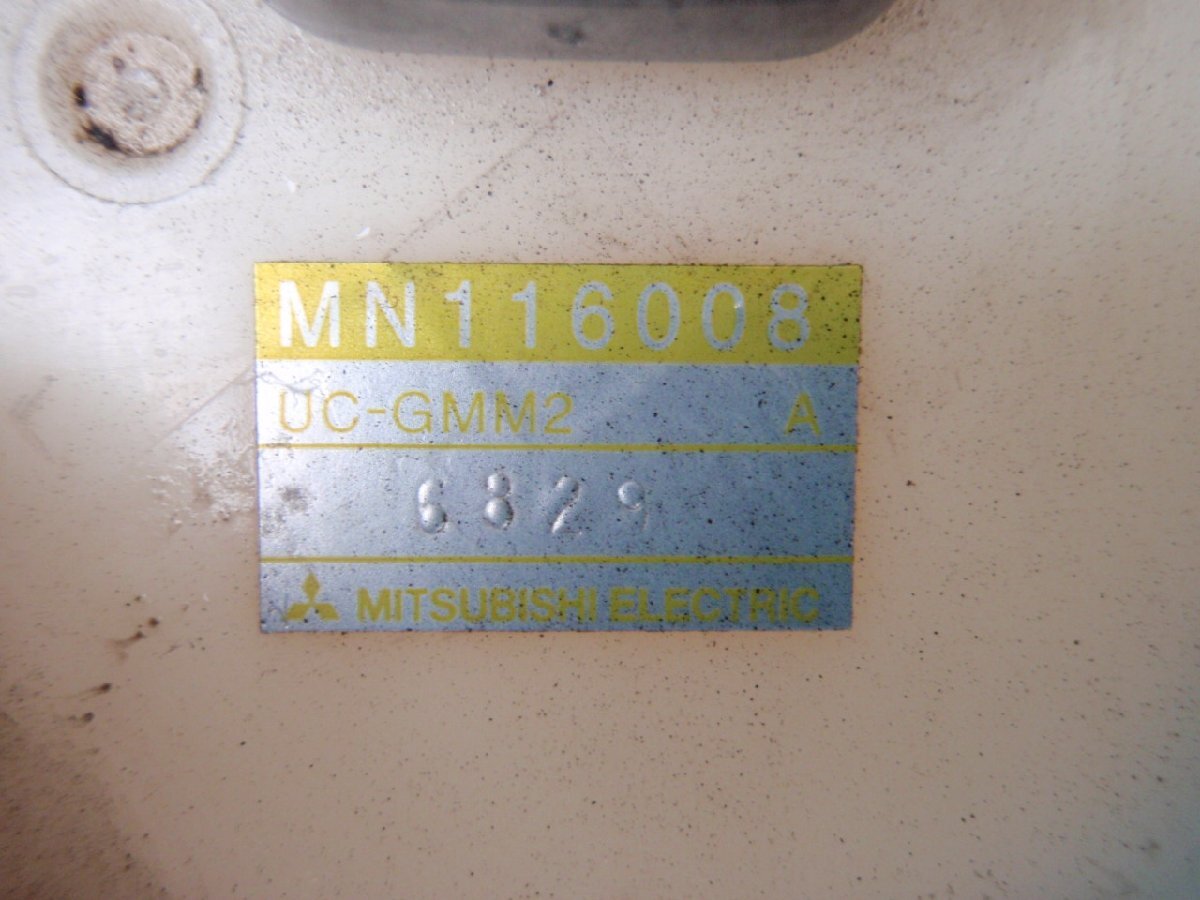 MN116008
UC-GMM2 A
6829
MITSUBISHI ELECTRIC